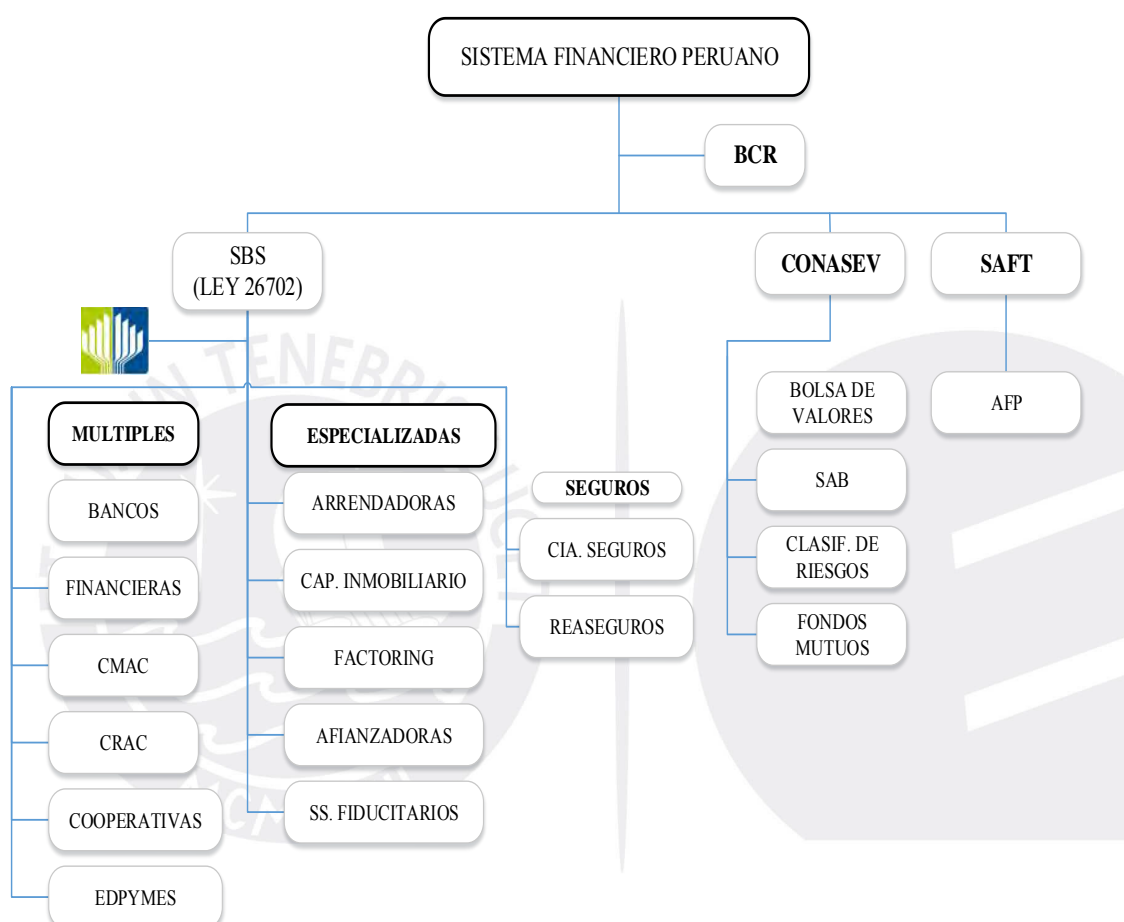 SISTEMA FINANCIERO PERUANO
BCR
SBS
(LEY 26702)
CONASEV
SAFT
MULTIPLES
BANCOS
FINANCIERAS
CMAC
CRAC
COOPERATIVAS
EDPYMES
ESPECIALIZADAS
ARRENDADORAS
CAP. INMOBILIARIO
FACTORING
AFIANZADORAS
SS. FIDUCITARIOS
SEGUROS
CIA. SEGUROS
REASEGUROS
BOLSA DE
VALORES
SAB
CLASIF. DE
RIESGOS
FONDOS
MUTUOS
AFP
TENEBRIS